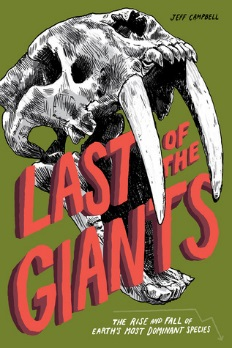 JEFF CAMPBELL
LAST
OF
THE
GIANTS
THE RISE AND FALL OF
EARTH'S MOST DOMINANT SPECIES